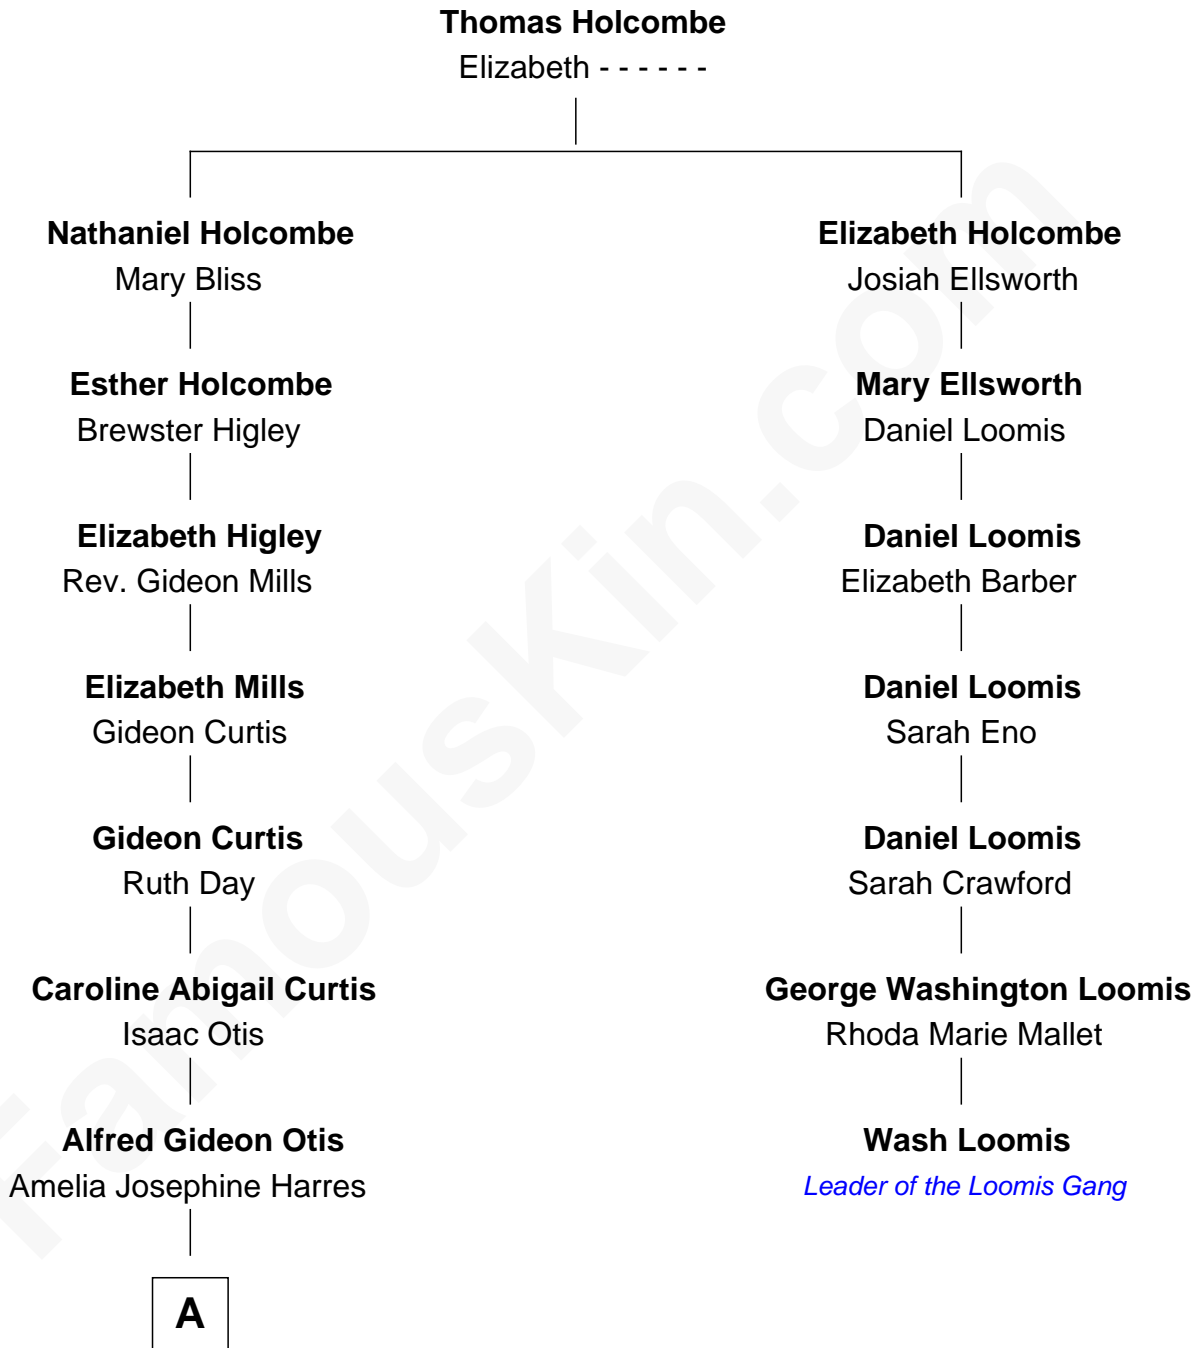 Thomas Holcombe
Elizabeth - - - - - -
Nathaniel Holcombe
Mary Bliss
Esther Holcombe
Brewster Higley
Elizabeth Higley
Rev. Gideon Mills
Elizabeth Mills
Gideon Curtis
Gideon Curtis
Ruth Day
Caroline Abigail Curtis
Isaac Otis
Alfred Gideon Otis
Amelia Josephine Harres
A
Elizabeth Holcombe
Josiah Ellsworth
Mary Ellsworth
Daniel Loomis
Daniel Loomis
Elizabeth Barber
Daniel Loomis
Sarah Eno
Daniel Loomis
Sarah Crawford
George Washington Loomis
Rhoda Marie Mallet
Wash Loomis
Leader of the Loomis Gang
FamousKin.com